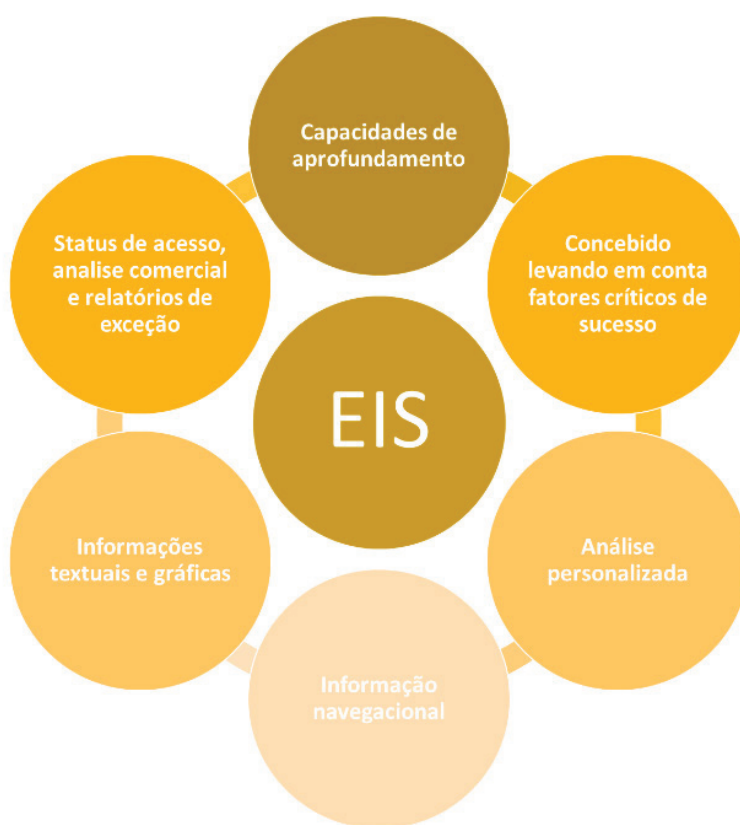 Capacidades de
aprofundamento
Status de acesso,
analise comercial
e relatórios de
exceção
Concebido
levando em conta
fatores críticos de
sucesso
EIS
Informações
textuais e gráficas
Análise
personalizada
Informação
navegacional